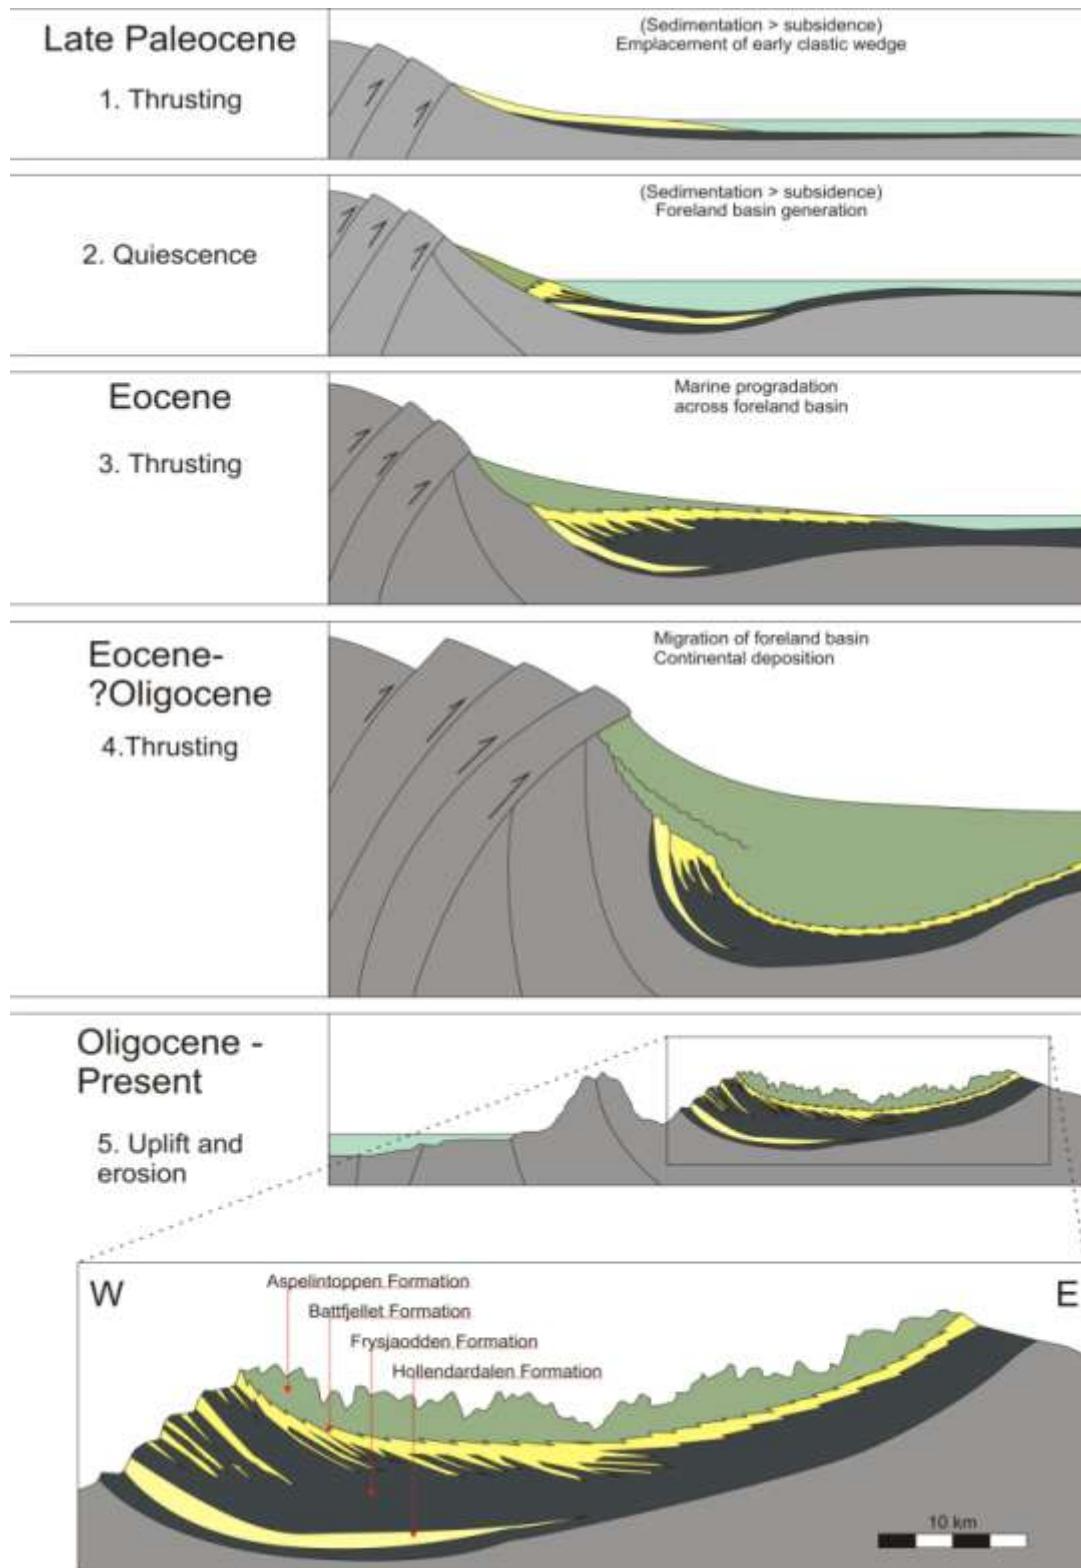 Late Paleocene
1. Thrusting
(Sedimentation > subsidence)
Emplacement of early clastic wedge
2. Quiescence
(Sedimentation > subsidence)
Foreland basin generation
Eocene
3. Thrusting
Marine progradation
across foreland basin
Eocene-
?Oligocene
4.Thrusting
Migration of foreland basin
Continental deposition
Oligocene -
Present
5. Uplift and
erosion
W
E
Aspelintoppen Formation
Battfjellet Formation
Frysjaodden Formation
Hollendardalen Formation
10 km